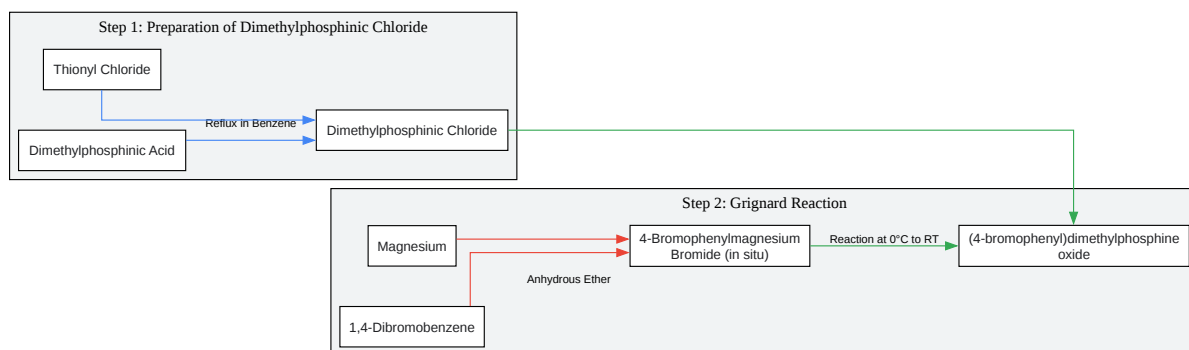 Step 1: Preparation of Dimethylphosphinic Chloride
Thionyl Chloride
Reflux in Benzene
Dimethylphosphinic Chloride
Dimethylphosphinic Acid
Step 2: Grignard Reaction
Magnesium
4-Bromophenylmagnesium
Bromide (in situ)
Reaction at 0°C to RT
(4-bromophenyl)dimethylphosphine
oxide
Anhydrous Ether
1,4-Dibromobenzene